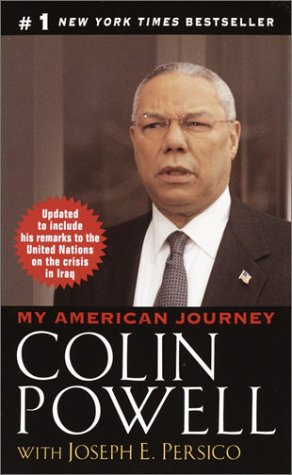 #1 NEW YORK TIMES BESTSELLER
Updated
to include
his remarks to the
United Nations
on the crisis
in Iraq
MY AMERICAN JOURNEY
COLIN
POWELL
WITH JOSEPH E. PERSICO